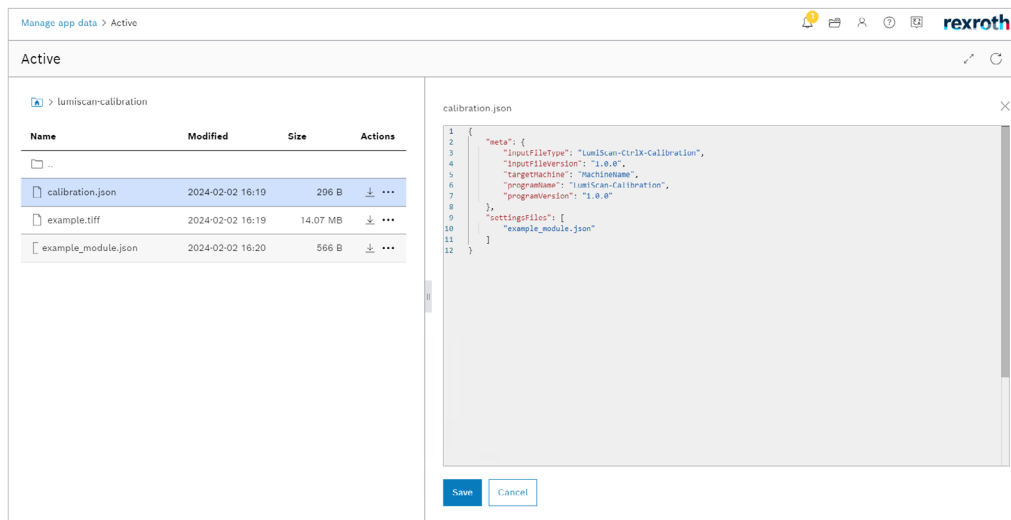 Manage app data > Active
1
rexroth
Active
> lumiscan-calibration
Name Modified Size Actions
..
calibration.json 2024-02-02 16:19 296 B
example.tiff 2024-02-02 16:19 14.07 MB
example_module.json 2024-02-02 16:20 566 B
calibration.json
1 {
2 "meta": {
3 "inputFileType": "LumiScan-CtrlX-Calibration",
4 "inputFileVersion": "1.0.0",
5 "targetMachine": "MachineName",
6 "programName": "LumiScan-Calibration",
7 "programVersion": "1.0.0"
8 },
9 "settingsFiles": [
10 "example_module.json"
11 ]
12 }
Save Cancel